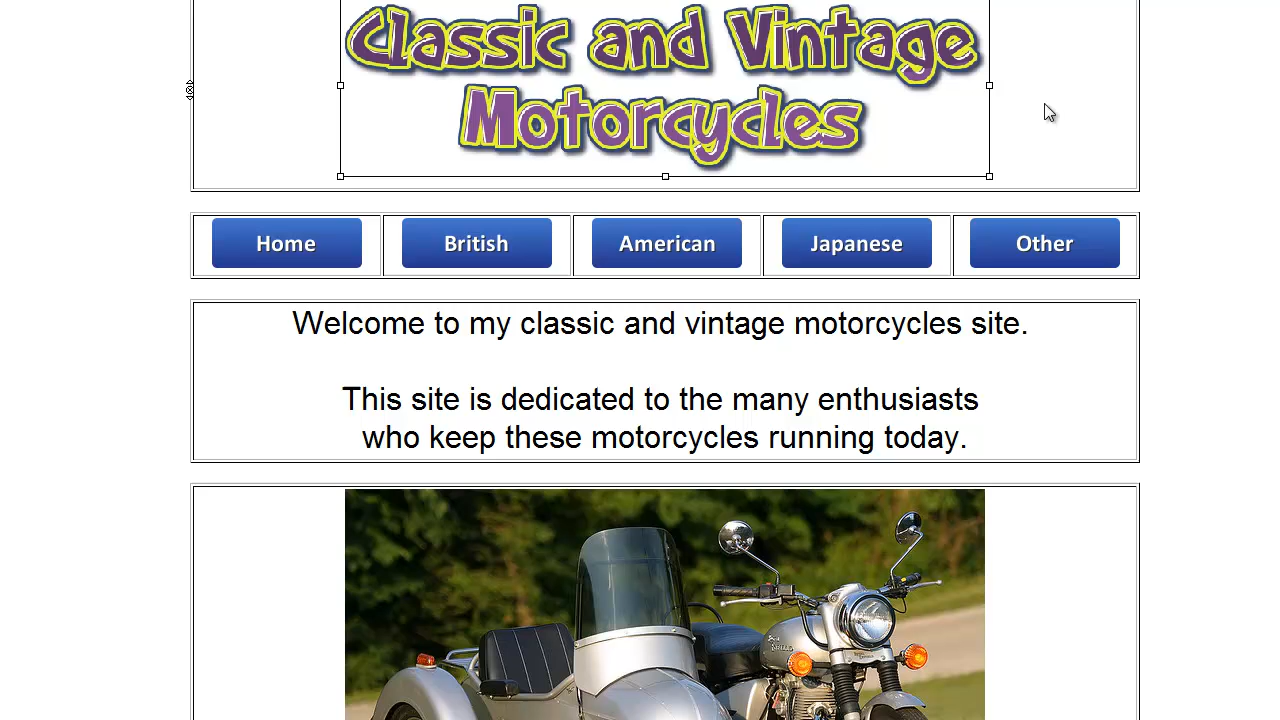 Classic and Vintage
Motorcycles
Home
British
American
Japanese
Other
Welcome to my classic and vintage motorcycles site.
This site is dedicated to the many enthusiasts
who keep these motorcycles running today.